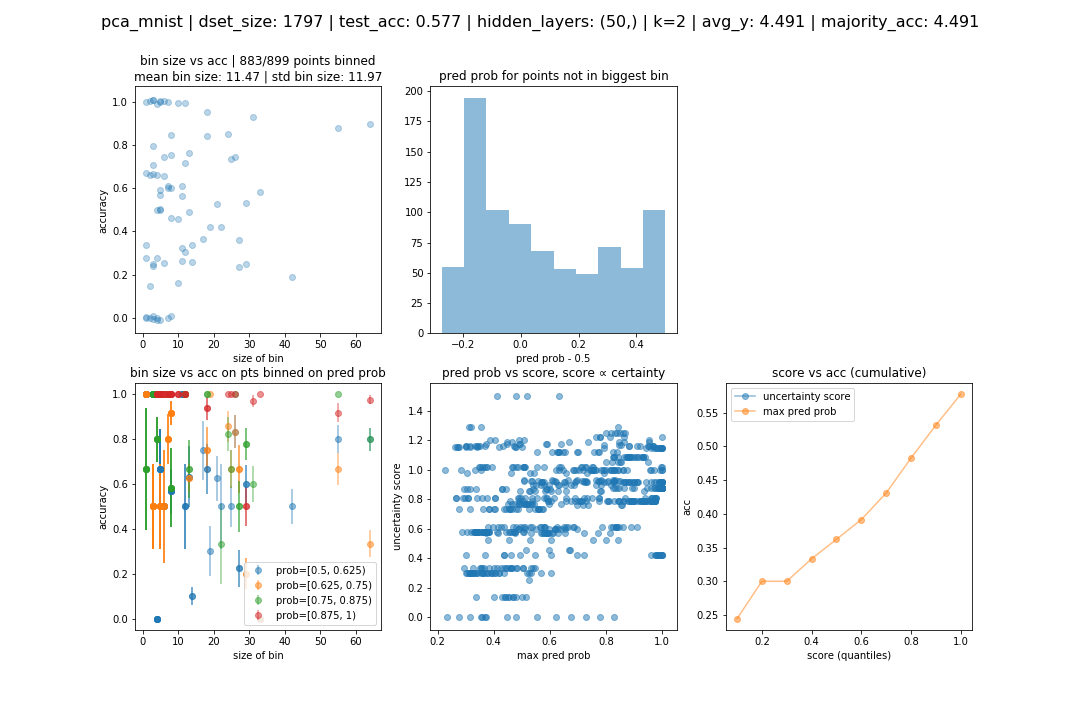 pca_mnist | dset_size: 1797 | test_acc: 0.577 | hidden_layers: (50,) | k=2 | avg_y: 4.491 | majority_acc: 4.491
bin size vs acc | 883/899 points binned
mean bin size: 11.47 | std bin size: 11.97
1.0
0.8
0.6
0.4
0.2
0.0
accuracy
0 10 20 30 40 50 60
size of bin
pred prob for points not in biggest bin
200
175
150
125
100
75
50
25
0
−0.2 0.0 0.2 0.4
pred prob - 0.5
bin size vs acc on pts binned on pred prob
1.0
0.8
0.6
0.4
0.2
0.0
accuracy
prob=[0.5, 0.625)
prob=[0.625, 0.75)
prob=[0.75, 0.875)
prob=[0.875, 1)
0 10 20 30 40 50 60
size of bin
pred prob vs score, score ∝ certainty
1.4
1.2
1.0
0.8
0.6
0.4
0.2
0.0
uncertainty score
0.2 0.4 0.6 0.8 1.0
max pred prob
score vs acc (cumulative)
uncertainty score
max pred prob
0.55
0.50
0.45
0.40
0.35
0.30
0.25
acc
0.2 0.4 0.6 0.8 1.0
score (quantiles)